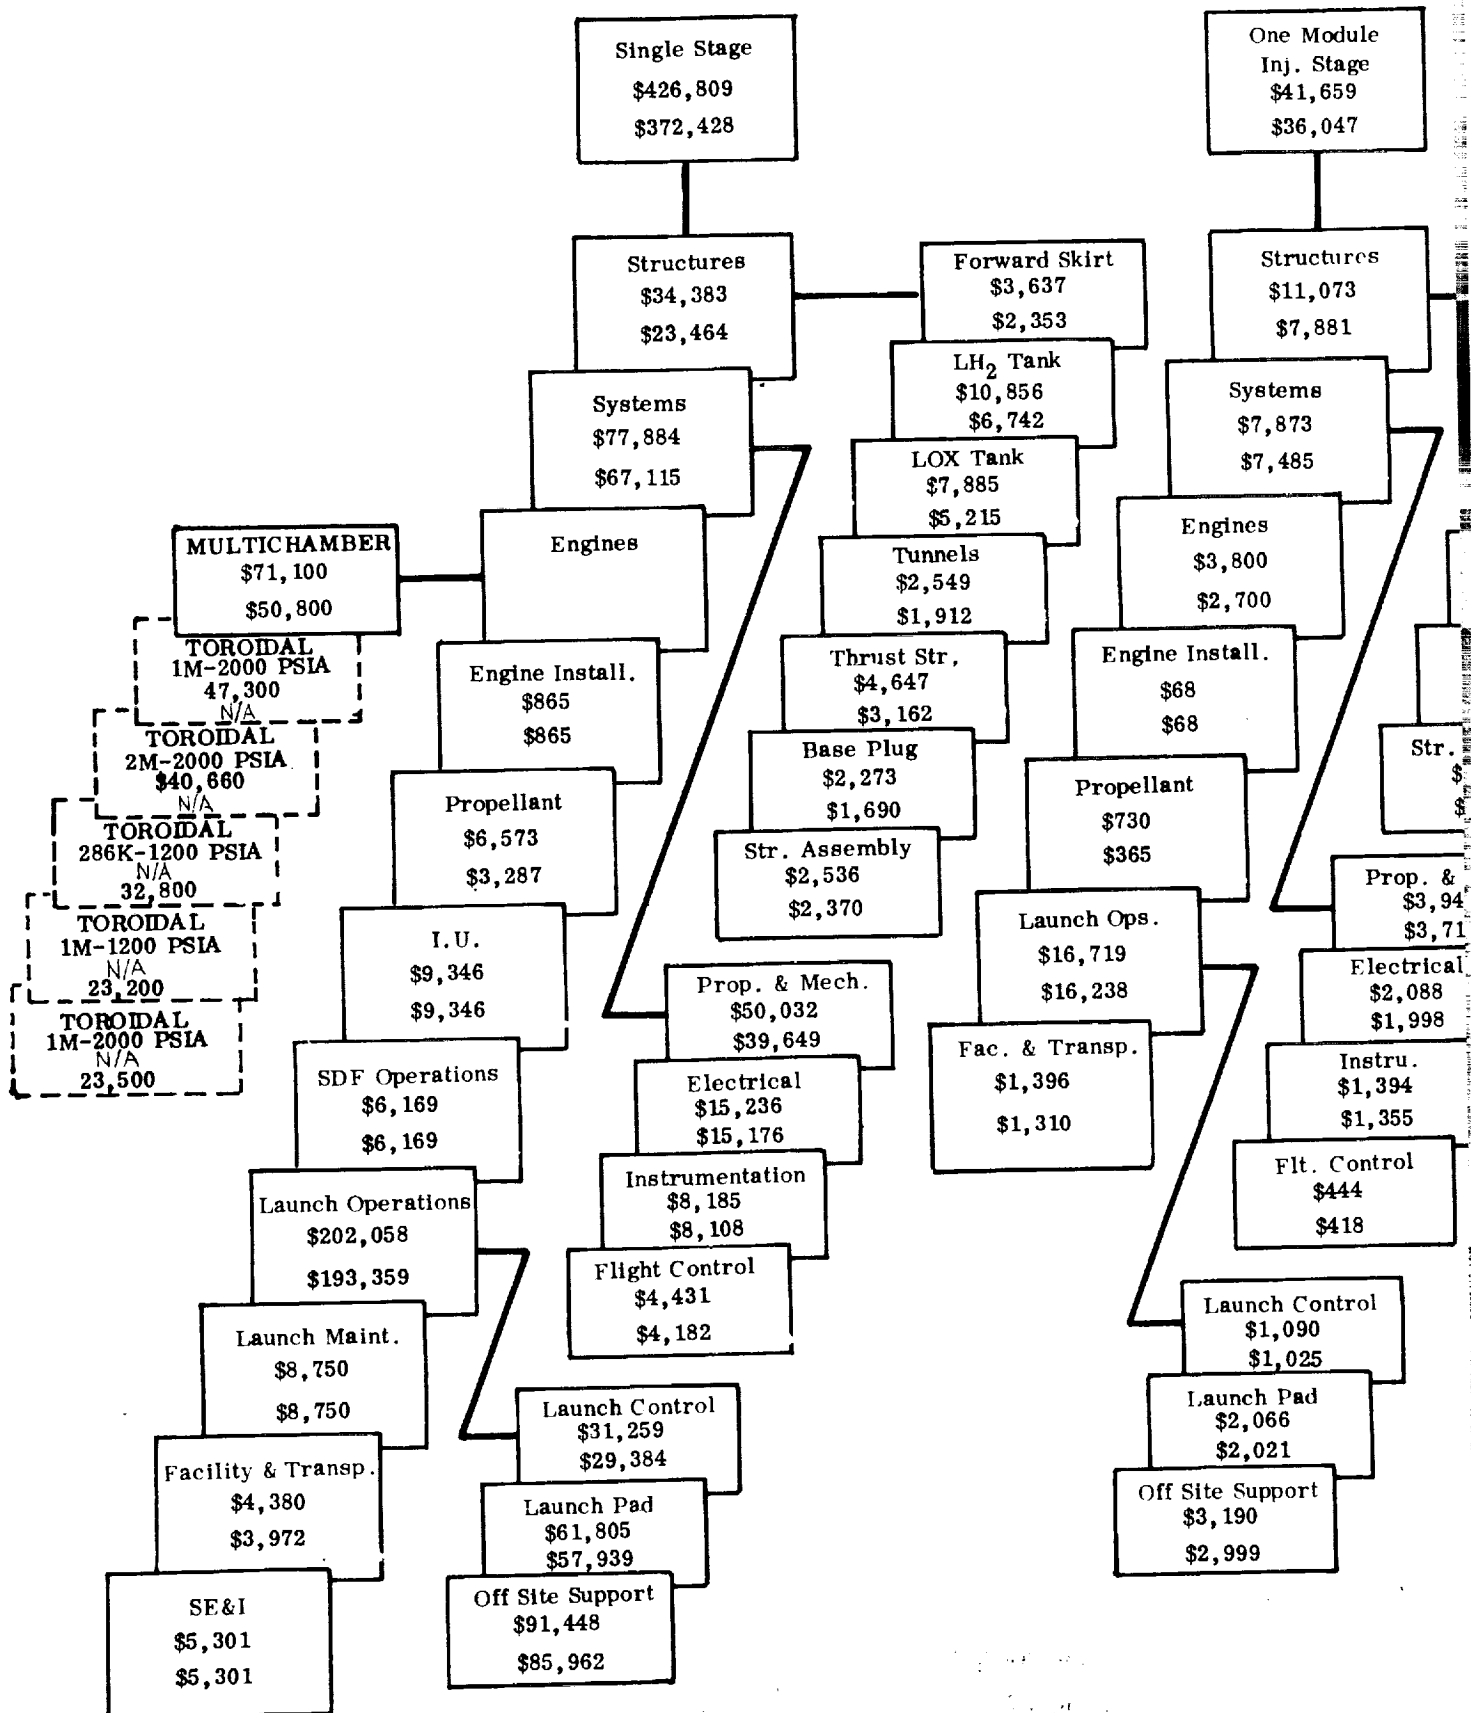 Single Stage
$426,809
$372,428
One Module
Inj. Stage
$41,659
$36,047
Structures
$34,383
$23,464
Forward Skirt
$3,637
$2,353
Structures
$11,073
$7,881
Systems
$77,884
$67,115
LH2 Tank
$10,856
$6,742
Systems
$7,873
$7,485
LOX Tank
$7,885
$5,215
Engines
MULTICHAMBER
$71,100
$50,800
Tunnels
$2,549
$1,912
Engines
$3,800
$2,700
TOROIDAL
1M-2000 PSIA
47,300
N/A
Engine Install.
$865
$865
Thrust Str,
$4,647
$3,162
Engine Install.
$68
$68
TOROIDAL
2M-2000 PSIA
$40,660
N/A
Base Plug
$2,273
$1,690
Str.
$
Propellant
$6,573
$3,287
Propellant
$730
$365
TOROIDAL
286K-1200 PSIA
N/A
32,800
Str. Assembly
$2,536
$2,370
Prop. &
$3,94
$3,71
TOROIDAL
1M-1200 PSIA
N/A
23,200
I.U.
$9,346
$9,346
Launch Ops.
$16,719
$16,238
Prop. & Mech.
$50,032
$39,649
Electrical
$2,088
$1,998
TOROIDAL
1M-2000 PSIA
N/A
23,500
SDF Operations
$6,169
$6,169
Electrical
$15,236
$15,176
Fac. & Transp.
$1,396
$1,310
Instru.
$1,394
$1,355
Launch Operations
$202,058
$193,359
Instrumentation
$8,185
$8,108
Flt. Control
$444
$418
Flight Control
$4,431
$4,182
Launch Maint.
$8,750
$8,750
Launch Control
$1,090
$1,025
Launch Control
$31,259
$29,384
Launch Pad
$2,066
$2,021
Facility & Transp.
$4,380
$3,972
Launch Pad
$61,805
$57,939
Off Site Support
$3,190
$2,999
SE&I
$5,301
$5,301
Off Site Support
$91,448
$85,962